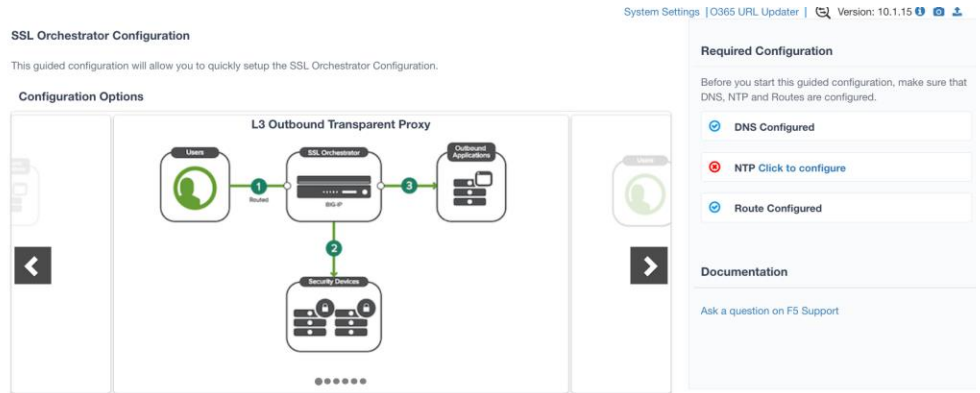 System Settings | O365 URL Updater | Version: 10.1.15
SSL Orchestrator Configuration
This guided configuration will allow you to quickly setup the SSL Orchestrator Configuration.
Configuration Options
L3 Outbound Transparent Proxy
Users
SSL Orchestrator
Outbound
Applications
Users
1
3
Routed
BIG-IP
2
Security Devices
Required Configuration
Before you start this guided configuration, make sure that
DNS, NTP and Routes are configured.
DNS Configured
NTP Click to configure
Route Configured
Documentation
Ask a question on F5 Support